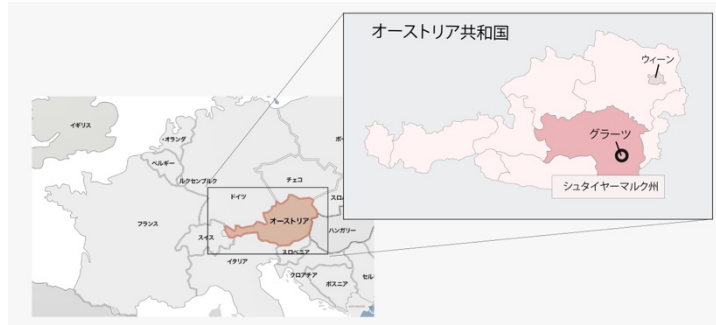 オーストリア共和国
ウィーン
グラーツ
シュタイヤーマルク州
イギリス
オランダ
ベルギー
ルクセンブルク
ドイツ
チェコ
フランス
スイス
オーストリア
ハンガリー
イタリア
スロベニア
クロアチア
ボスニア